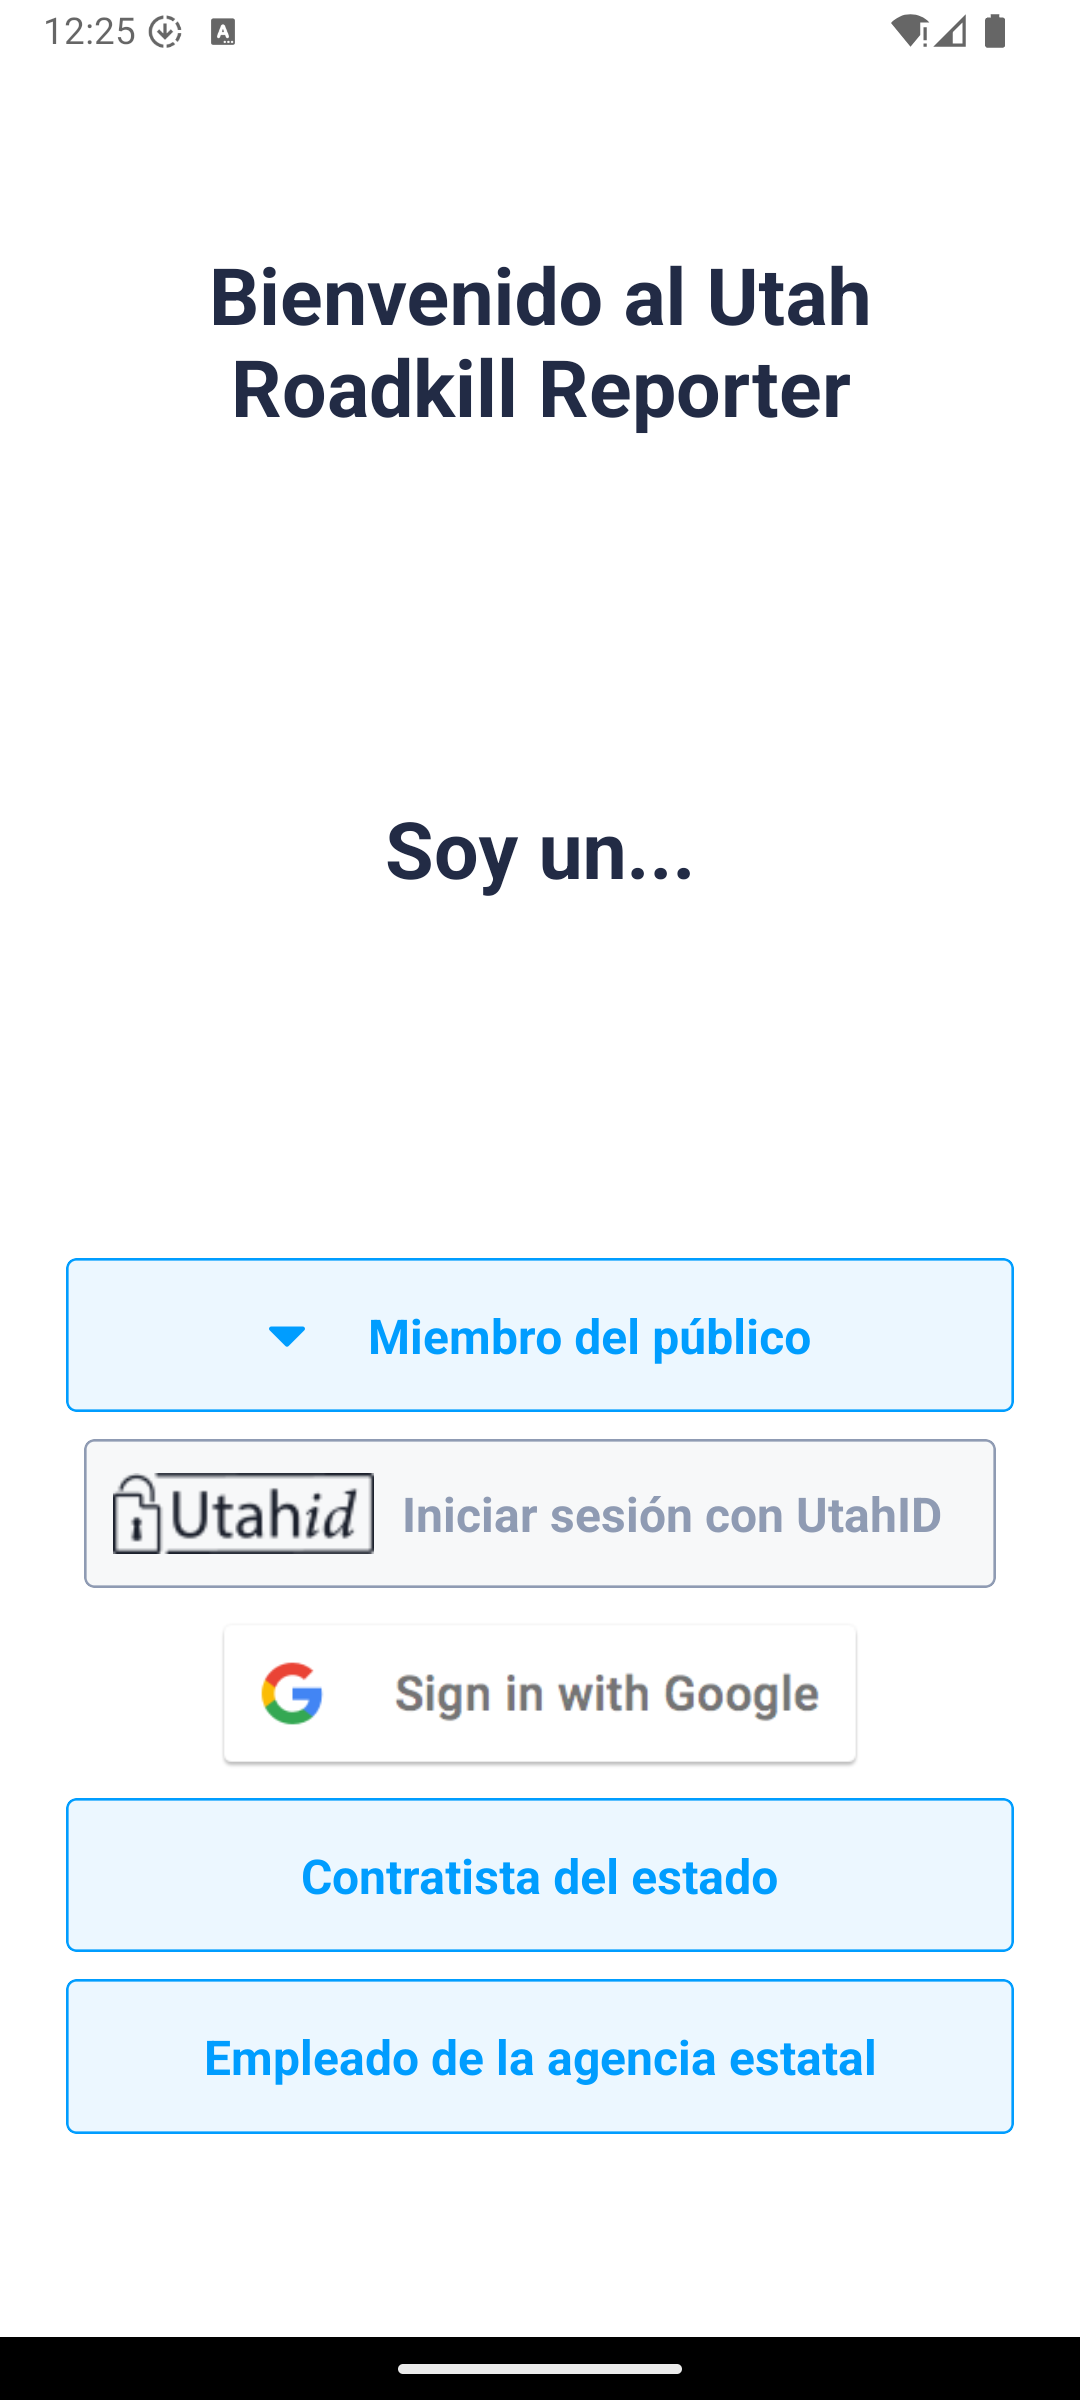 12:25
Bienvenido al Utah
Roadkill Reporter
Soy un...
Miembro del público
Utahid Iniciar sesión con UtahID
Sign in with Google
Contratista del estado
Empleado de la agencia estatal